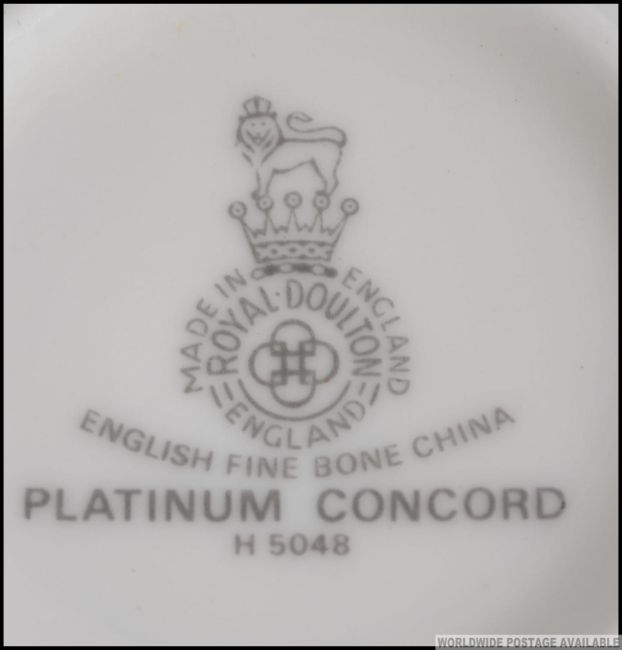 MADE IN ENGLAND
ROYAL·DOULTON
ENGLAND
ENGLISH FINE BONE CHINA
PLATINUM CONCORD
H 5048
WORLDWIDE POSTAGE AVAILABLE